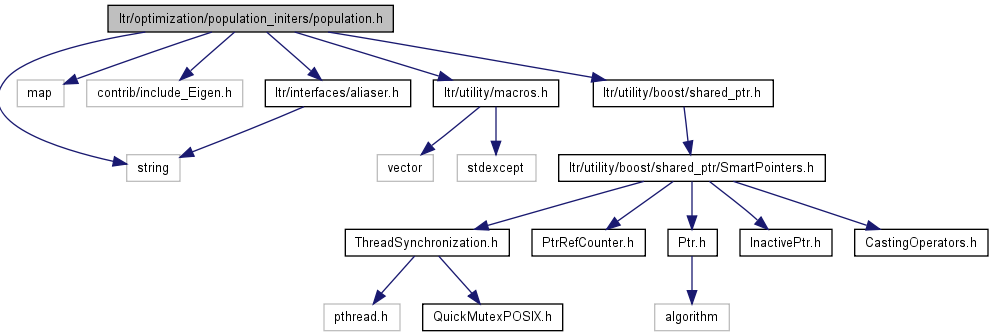 ltr/optimization/population_initers/population.h
map
contrib/include_Eigen.h
ltr/interfaces/aliaser.h
ltr/utility/macros.h
ltr/utility/boost/shared_ptr.h
string
vector
stdexcept
ltr/utility/boost/shared_ptr/SmartPointers.h
ThreadSynchronization.h
PtrRefCounter.h
Ptr.h
InactivePtr.h
CastingOperators.h
pthread.h
QuickMutexPOSIX.h
algorithm